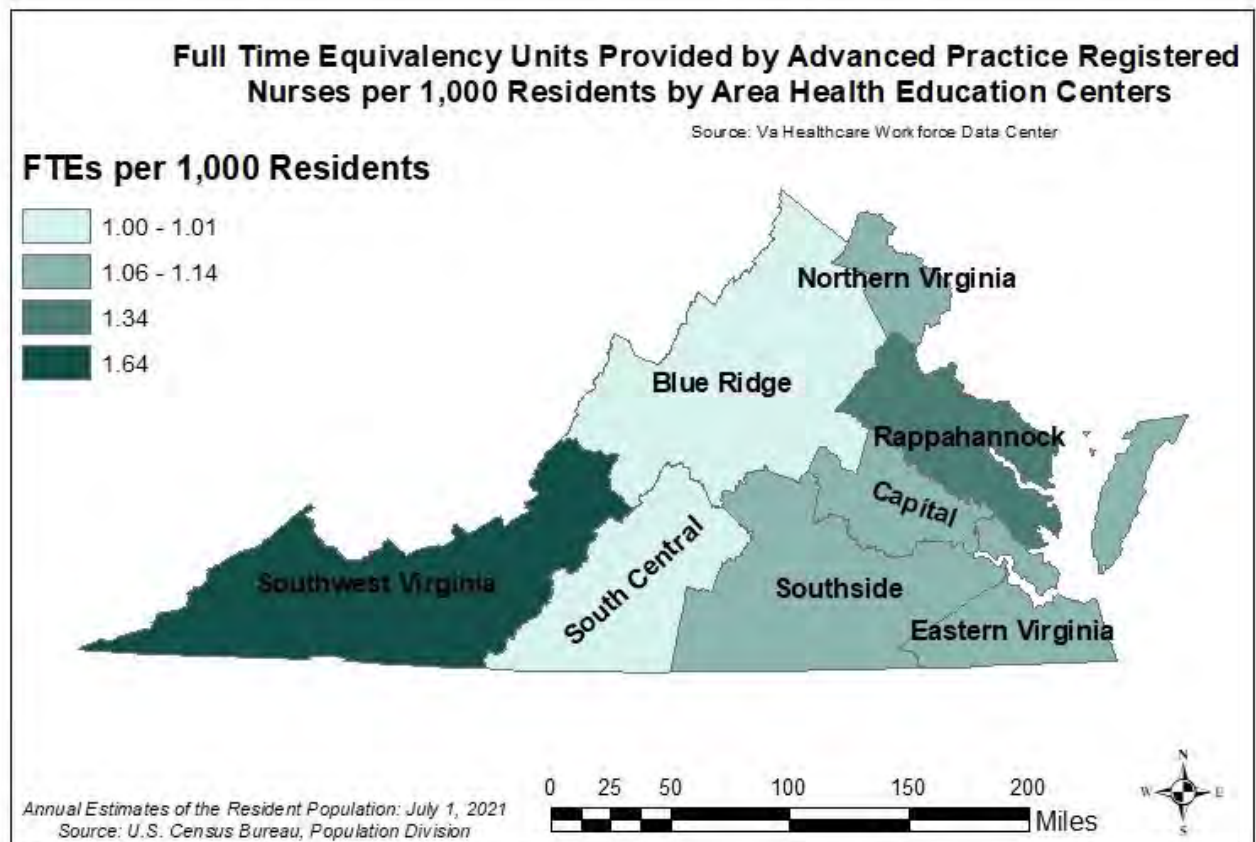 Full Time Equivalency Units Provided by Advanced Practice Registered
Nurses per 1,000 Residents by Area Health Education Centers
Source: Va Healthcare Workforce Data Center
FTEs per 1,000 Residents
1.00 - 1.01
1.06 - 1.14
1.34
1.64
Northern Virginia
Blue Ridge
Rappahannock
Capital
Southwest Virginia
South Central
Southside
Eastern Virginia
0 25 50 100 150 200
Miles
N
W E
S
Annual Estimates of the Resident Population: July 1, 2021
Source: U.S. Census Bureau, Population Division